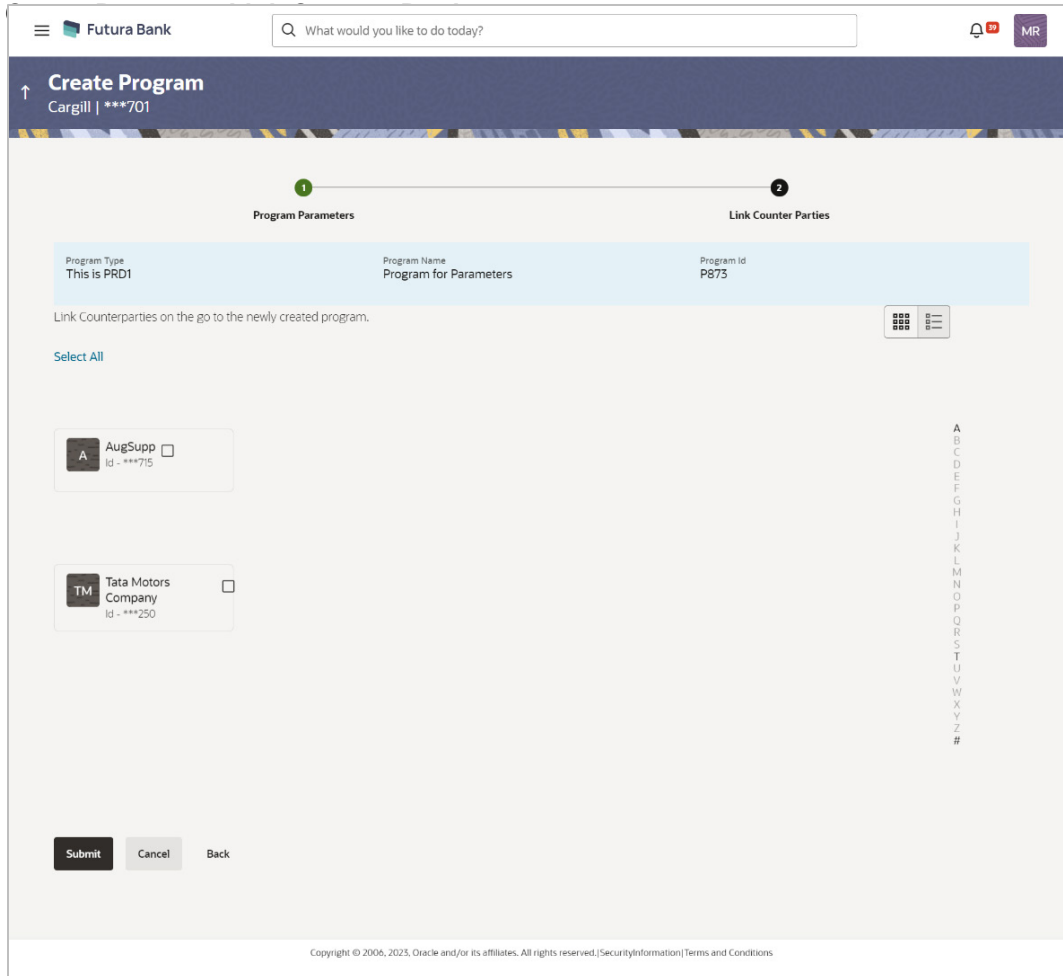 Futura Bank
What would you like to do today?
39
MR
Create Program
Cargill | ***701
1
2
Program Parameters
Link Counter Parties
Program Type
Program Name
Program Id
This is PRD1
Program for Parameters
P873
Link Counterparties on the go to the newly created program.
Select All
A
AugSupp
Id - ***715
TM
Tata Motors
Company
Id - ***250
A
B
C
D
E
F
G
H
I
J
K
L
M
N
O
P
Q
R
S
T
U
V
W
X
Y
Z
#
Submit
Cancel
Back
Copyright © 2006, 2023, Oracle and/or its affiliates. All rights reserved.|SecurityInformation|Terms and Conditions